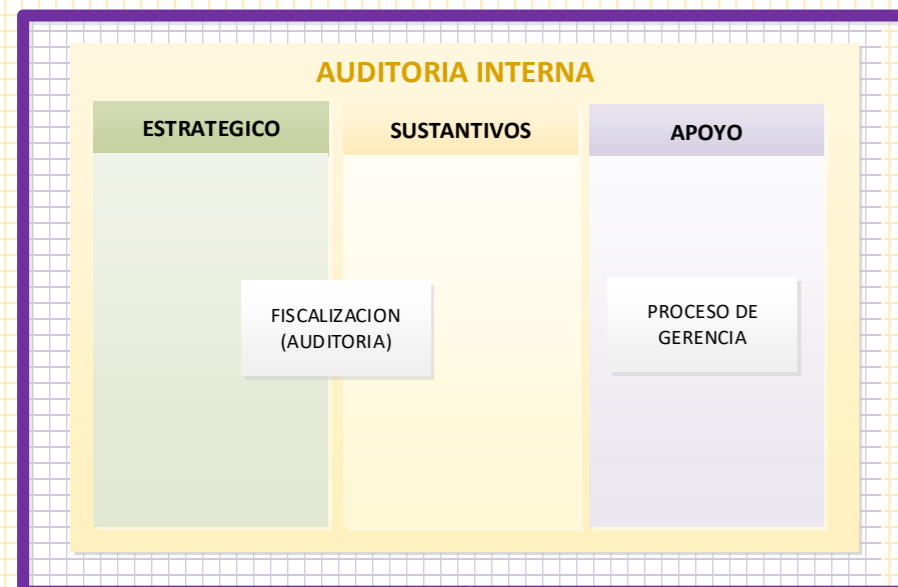 AUDITORIA INTERNA
ESTRATEGICO
SUSTANTIVOS
APOYO
FISCALIZACION
(AUDITORIA)
PROCESO DE
GERENCIA